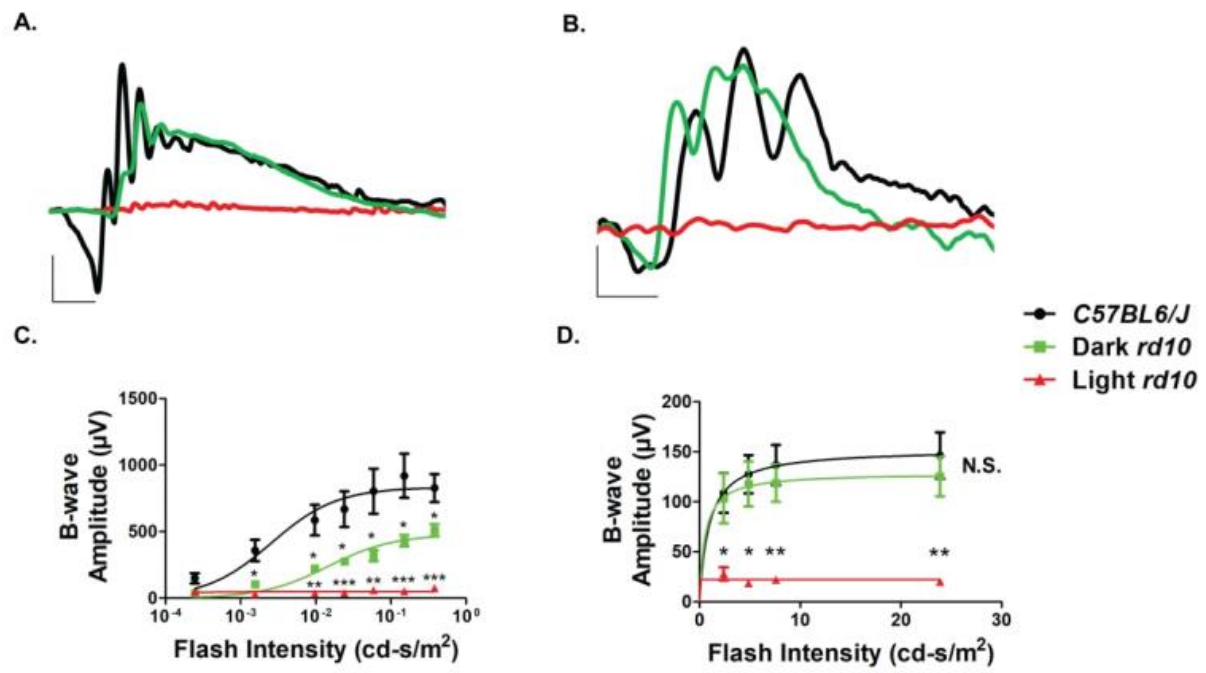 A.
B.
C57BL6/J
Dark rd10
Light rd10
C.
B-wave
Amplitude (µV)
1500
1000
500
0
10⁻⁴
10⁻³
10⁻²
10⁻¹
10⁰
* * * * * *
** *** ** *** ***
Flash Intensity (cd-s/m²)
D.
B-wave
Amplitude (µV)
200
150
100
50
0
0
10
20
30
N.S.
* * ** **
Flash Intensity (cd-s/m²)